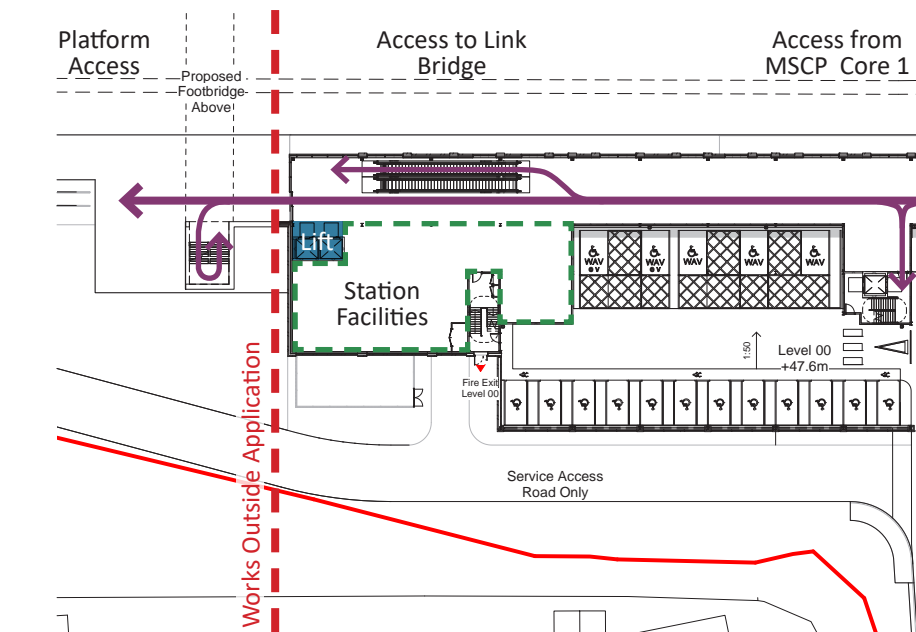 Platform
Access
Access to Link
Bridge
Access from
MSCP Core 1
Proposed
Footbridge
Above
Lift
WAV
WAV
WAV
WAV
Station
Facilities
1:50
Level 00
+47.6m
Fire Exit
Level 00
Service Access
Road Only
Works Outside Application